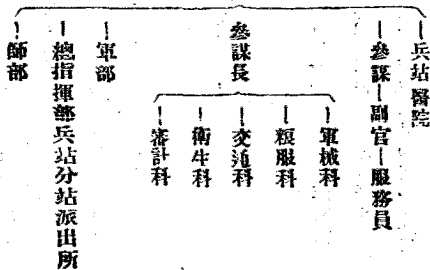 兵站醫院
參謀—副官—服務員
參謀長
軍械科
糧服科
交通科
衛生科
審計科
軍部
總指揮部兵站分站派出所
師部